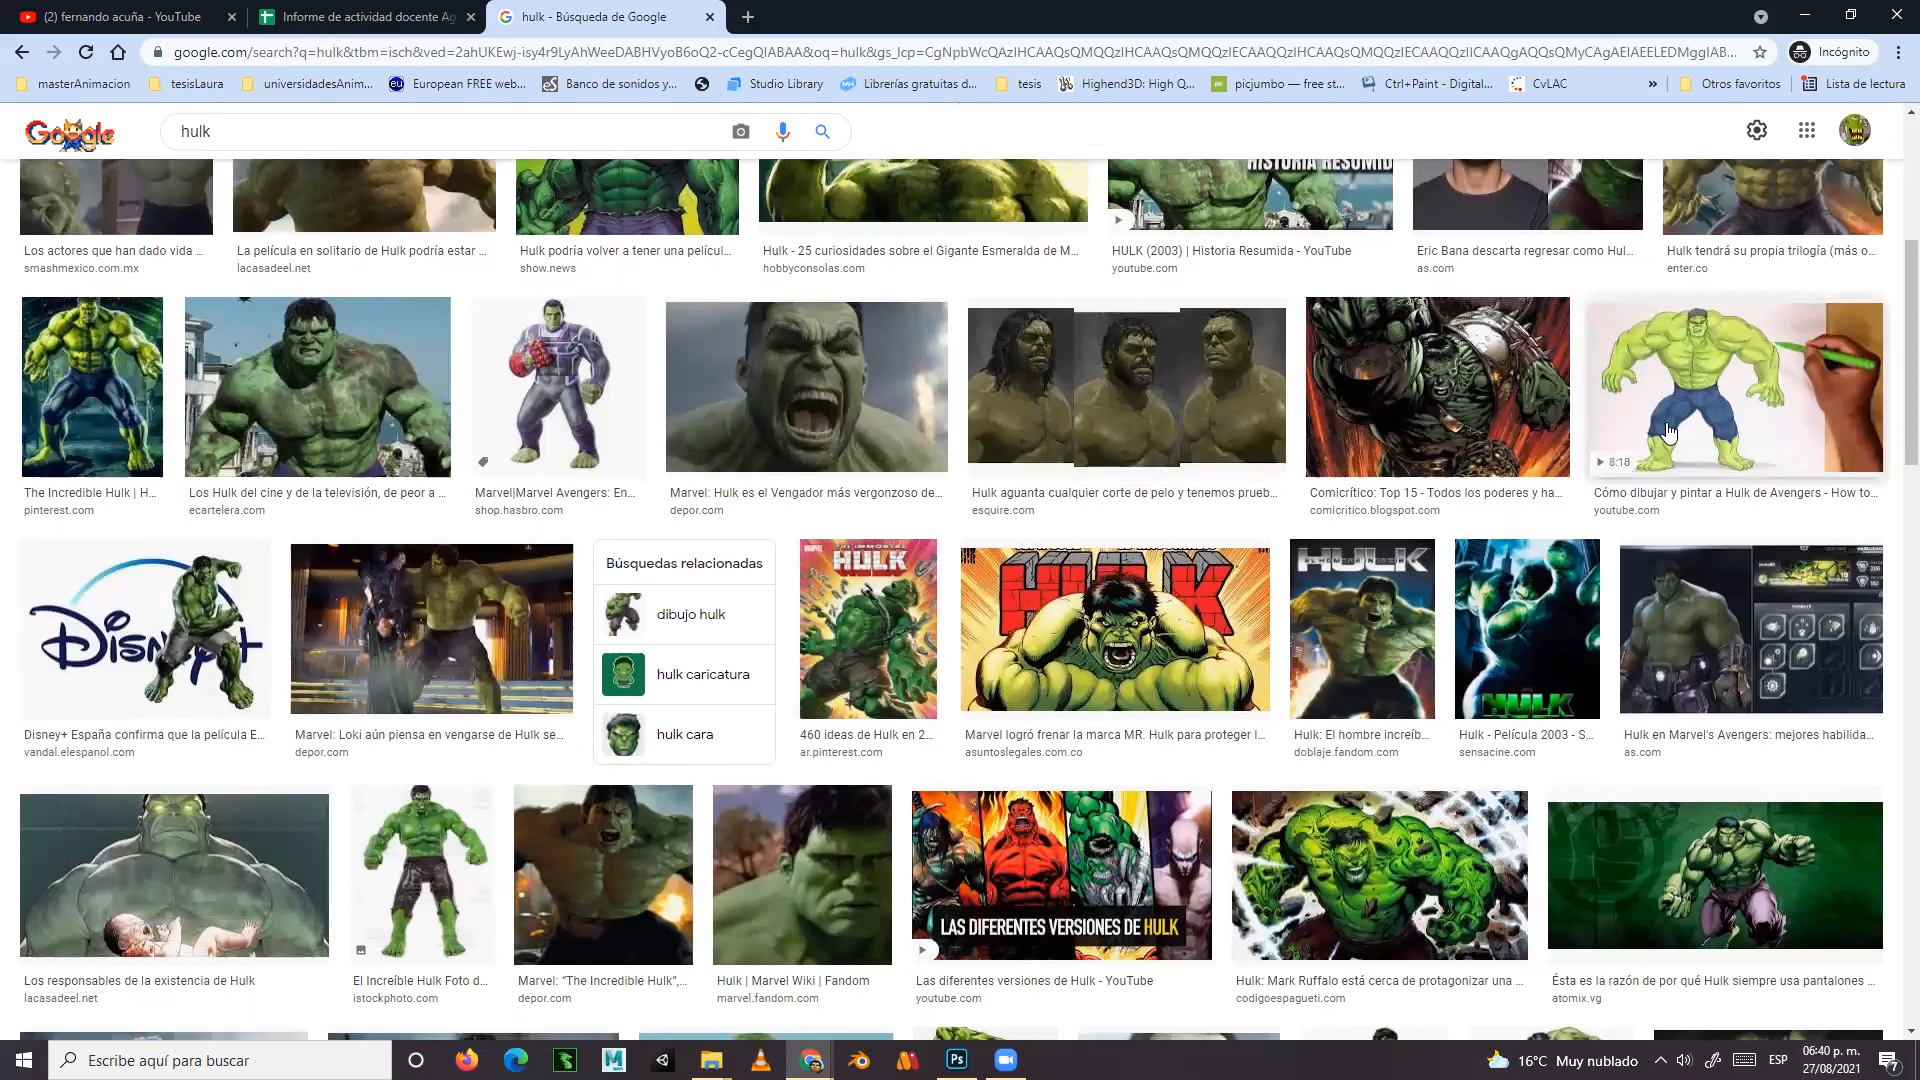 (2) fernando acuña - YouTube
Informe de actividad docente Ag
hulk - Búsqueda de Google
google.com/search?q=hulk&tbm=isch&ved=2ahUKEwj-isy4r9LyAhWeeDABHVyoB6oQ2-cCegQIABAA&oq=hulk&gs_lcp=CgNpbWcQAzIHCAAQsQMQQzIHCAAQsQMQQzIECAAQQzIHCAAQsQMQQzIECAAQQzIICAAQgAQQsQMyCAgAEIAEELEDMggIAB...
Incógnito
masterAnimacion
tesisLaura
universidadesAnim...
European FREE web...
Banco de sonidos y...
Studio Library
Librerías gratuitas d...
tesis
Highend3D: High Q...
picjumbo — free st...
Ctrl+Paint - Digital...
CvLAC
»
Otros favoritos
Lista de lectura
Google
hulk
HISTORIA RESUMID
Los actores que han dado vida ...
smashmexico.com.mx
La película en solitario de Hulk podría estar ...
lacasadeel.net
Hulk podría volver a tener una películ...
show.news
Hulk - 25 curiosidades sobre el Gigante Esmeralda de M...
hobbyconsolas.com
HULK (2003) | Historia Resumida - YouTube
youtube.com
Eric Bana descarta regresar como Hul...
as.com
Hulk tendrá su propia trilogía (más o...
enter.co
8:18
The Incredible Hulk | H...
pinterest.com
Los Hulk del cine y de la televisión, de peor a ...
ecartelera.com
Marvel|Marvel Avengers: En...
shop.hasbro.com
Marvel: Hulk es el Vengador más vergonzoso de...
depor.com
Hulk aguanta cualquier corte de pelo y tenemos prueb...
esquire.com
Comicrítico: Top 15 - Todos los poderes y ha...
comicritico.blogspot.com
Cómo dibujar y pintar a Hulk de Avengers - How to...
youtube.com
Disney+
Búsquedas relacionadas
dibujo hulk
hulk caricatura
hulk cara
HULK
HULK
HULK
HULK
Disney+ España confirma que la película E...
vandal.elespanol.com
Marvel: Loki aún piensa en vengarse de Hulk se...
depor.com
460 ideas de Hulk en 2...
ar.pinterest.com
Marvel logró frenar la marca MR. Hulk para proteger l...
asuntoslegales.com.co
Hulk: El hombre increíb...
doblaje.fandom.com
Hulk - Película 2003 - S...
sensacine.com
Hulk en Marvel's Avengers: mejores habilida...
as.com
LAS DIFERENTES VERSIONES DE HULK
Los responsables de la existencia de Hulk
lacasadeel.net
El Increíble Hulk Foto d...
istockphoto.com
Marvel: “The Incredible Hulk”,...
depor.com
Hulk | Marvel Wiki | Fandom
marvel.fandom.com
Las diferentes versiones de Hulk - YouTube
youtube.com
Hulk: Mark Ruffalo está cerca de protagonizar una ...
codigoespagueti.com
Ésta es la razón de por qué Hulk siempre usa pantalones ...
atomix.vg
Escribe aquí para buscar
Ps
16°C Muy nublado
ESP
06:40 p. m.
27/08/2021
7